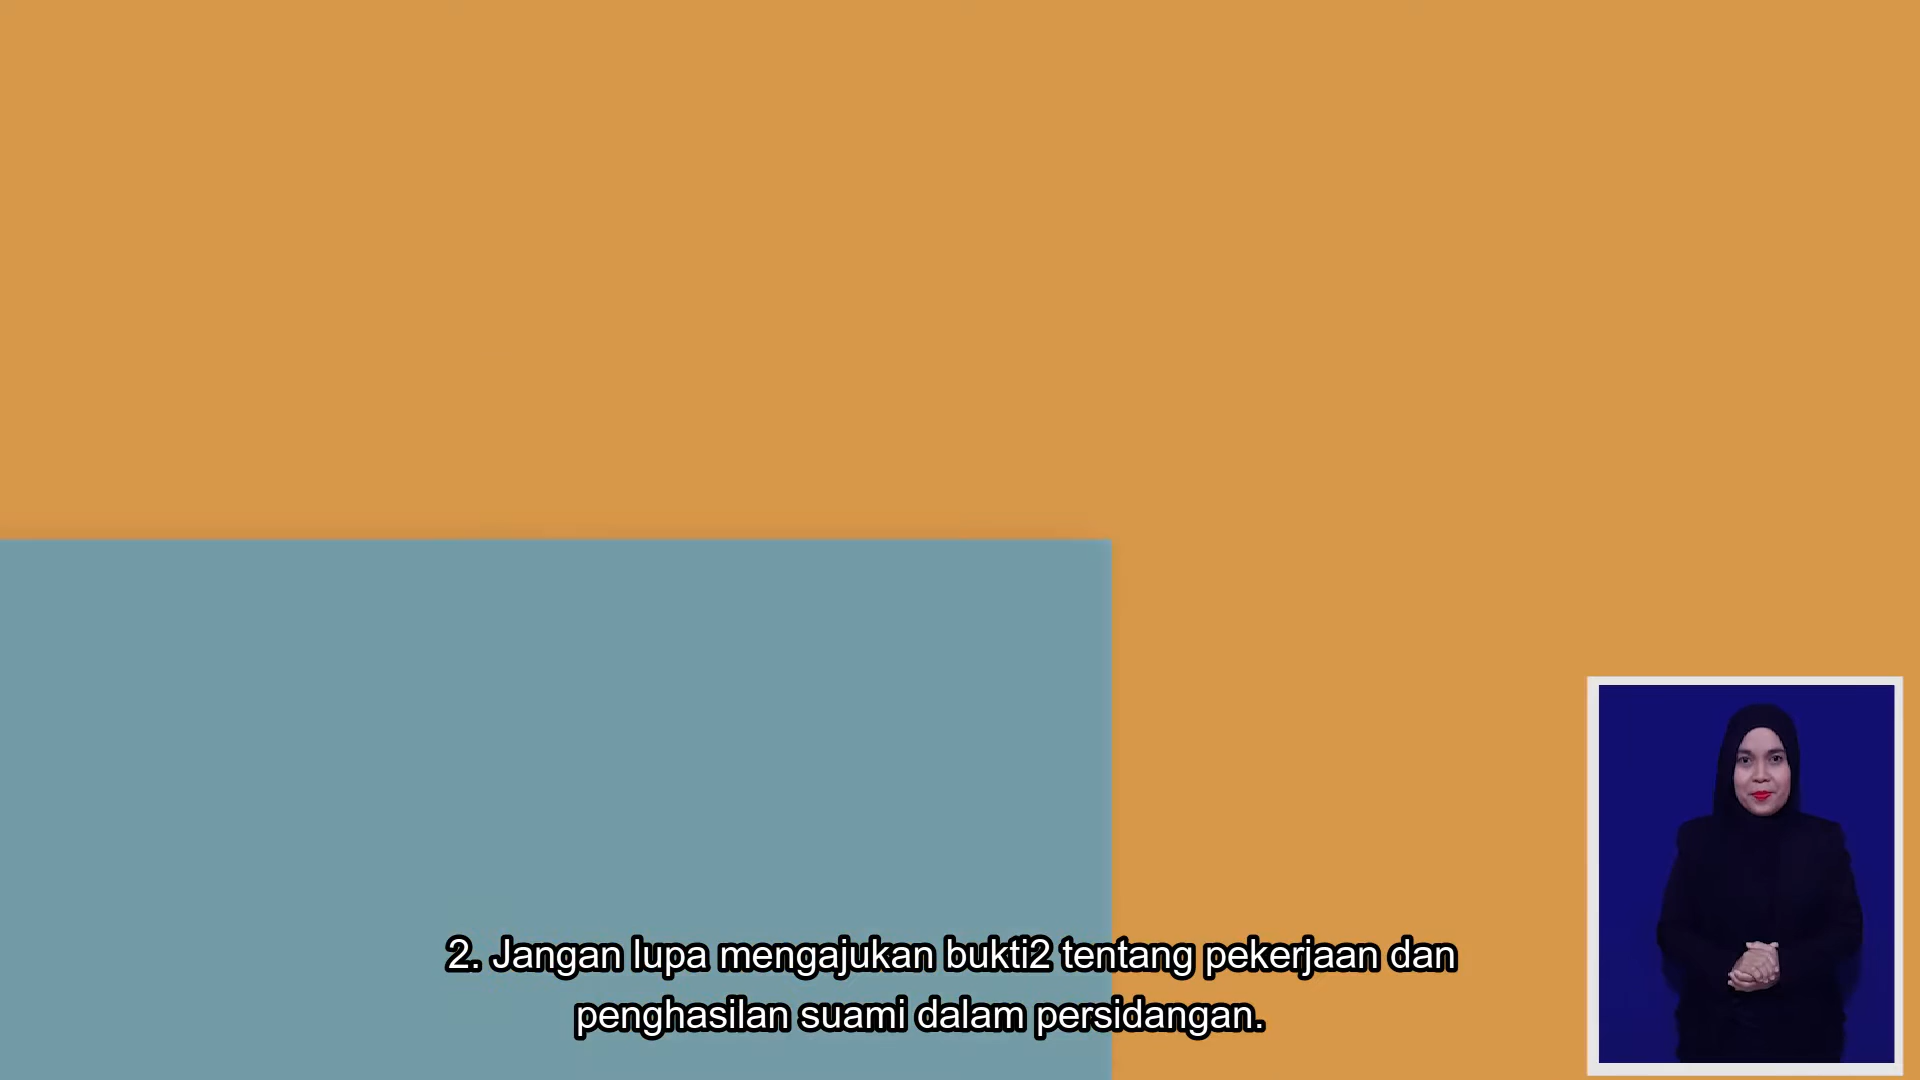 2. Jangan lupa mengajukan bukti2 tentang pekerjaan dan
penghasilan suami dalam persidangan.